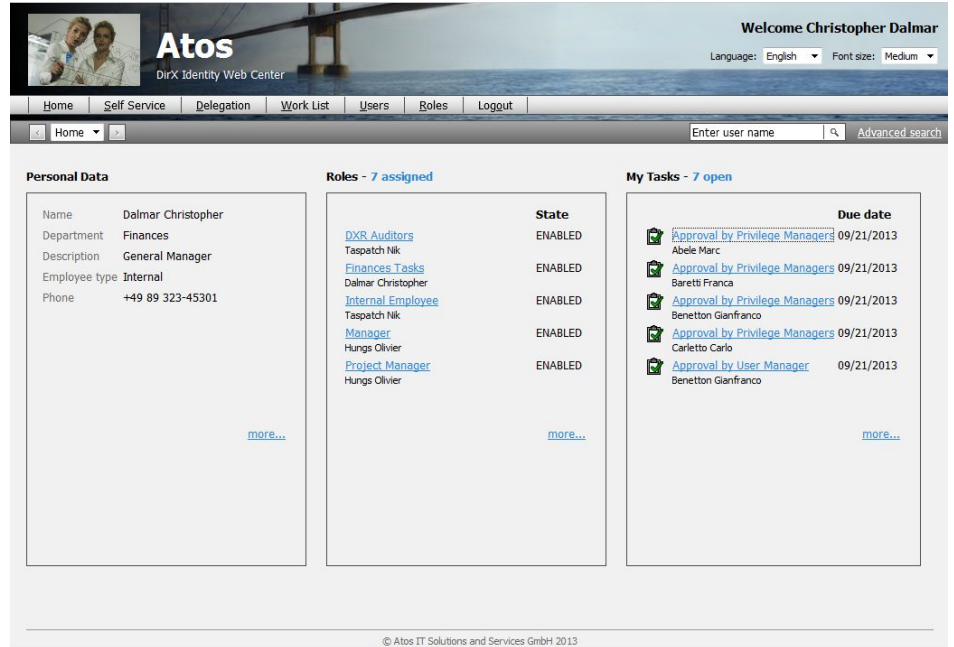 Atos
DirX Identity Web Center
Welcome Christopher Dalmar
Language: English Font size: Medium
Home Self Service Delegation Work List Users Roles Logout
Home Enter user name Advanced search
Personal Data
Name Dalmar Christopher
Department Finances
Description General Manager
Employee type Internal
Phone +49 89 323-45301
more...
Roles - 7 assigned
State
DXR Auditors ENABLED
Taspatch Nik
Finances Tasks ENABLED
Dalmar Christopher
Internal Employee ENABLED
Taspatch Nik
Manager ENABLED
Hungs Olivier
Project Manager ENABLED
Hungs Olivier
more...
My Tasks - 7 open
Due date
Approval by Privilege Managers 09/21/2013
Abele Marc
Approval by Privilege Managers 09/21/2013
Baretti Franca
Approval by Privilege Managers 09/21/2013
Benetton Gianfranco
Approval by Privilege Managers 09/21/2013
Carletto Carlo
Approval by User Manager 09/21/2013
Benetton Gianfranco
more...
© Atos IT Solutions and Services GmbH 2013